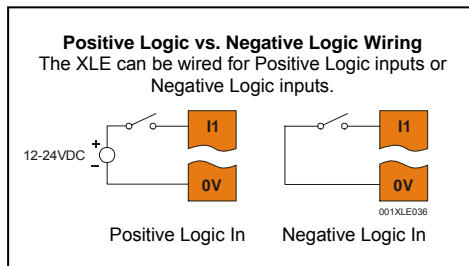 Positive Logic vs. Negative Logic Wiring
The XLE can be wired for Positive Logic inputs or
Negative Logic inputs.
I1
I1
+
12-24VDC
–
0V
0V
001XLE036
Positive Logic In
Negative Logic In